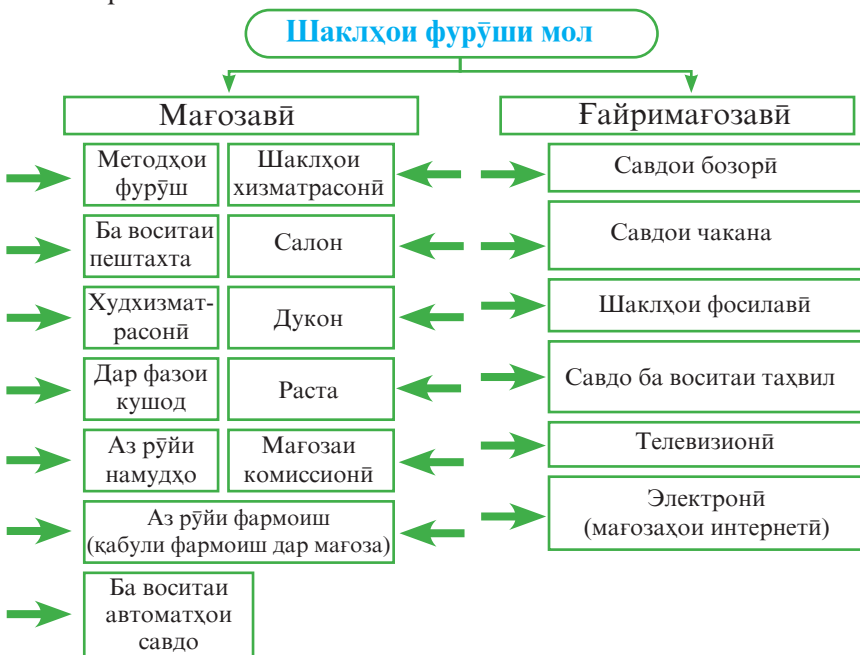 Шаклҳои фурӯши мол
Мағозавӣ
Ғайримағозавӣ
Методҳои
фурӯш
Шаклҳои
хизматрасонӣ
Савдои бозорӣ
Ба воситаи
пештахта
Салон
Савдои чакана
Худхизмат-
расонӣ
Дукон
Шаклҳои фосилавӣ
Дар фазои
кушод
Раста
Савдо ба воситаи таҳвил
Аз рӯйи
намудҳо
Мағозаи
комиссионӣ
Телевизионӣ
Аз рӯйи фармоиш
(қабули фармоиш дар мағоза)
Электронӣ
(мағозаҳои интернетӣ)
Ба воситаи
автоматҳои
савдо